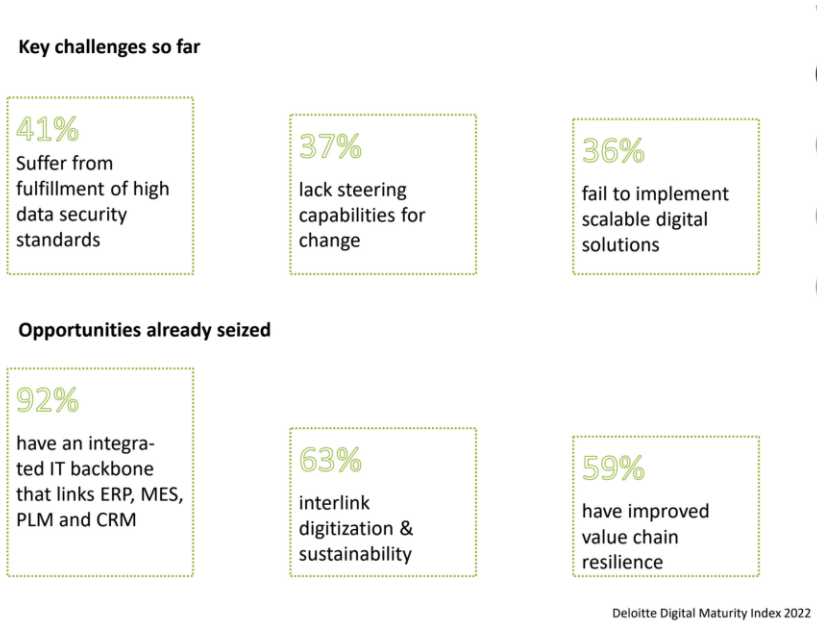 Key challenges so far
41%
Suffer from
fulfillment of high
data security
standards
37%
lack steering
capabilities for
change
36%
fail to implement
scalable digital
solutions
Opportunities already seized
92%
have an integra-
ted IT backbone
that links ERP, MES,
PLM and CRM
63%
interlink
digitization &
sustainability
59%
have improved
value chain
resilience
Deloitte Digital Maturity Index 2022